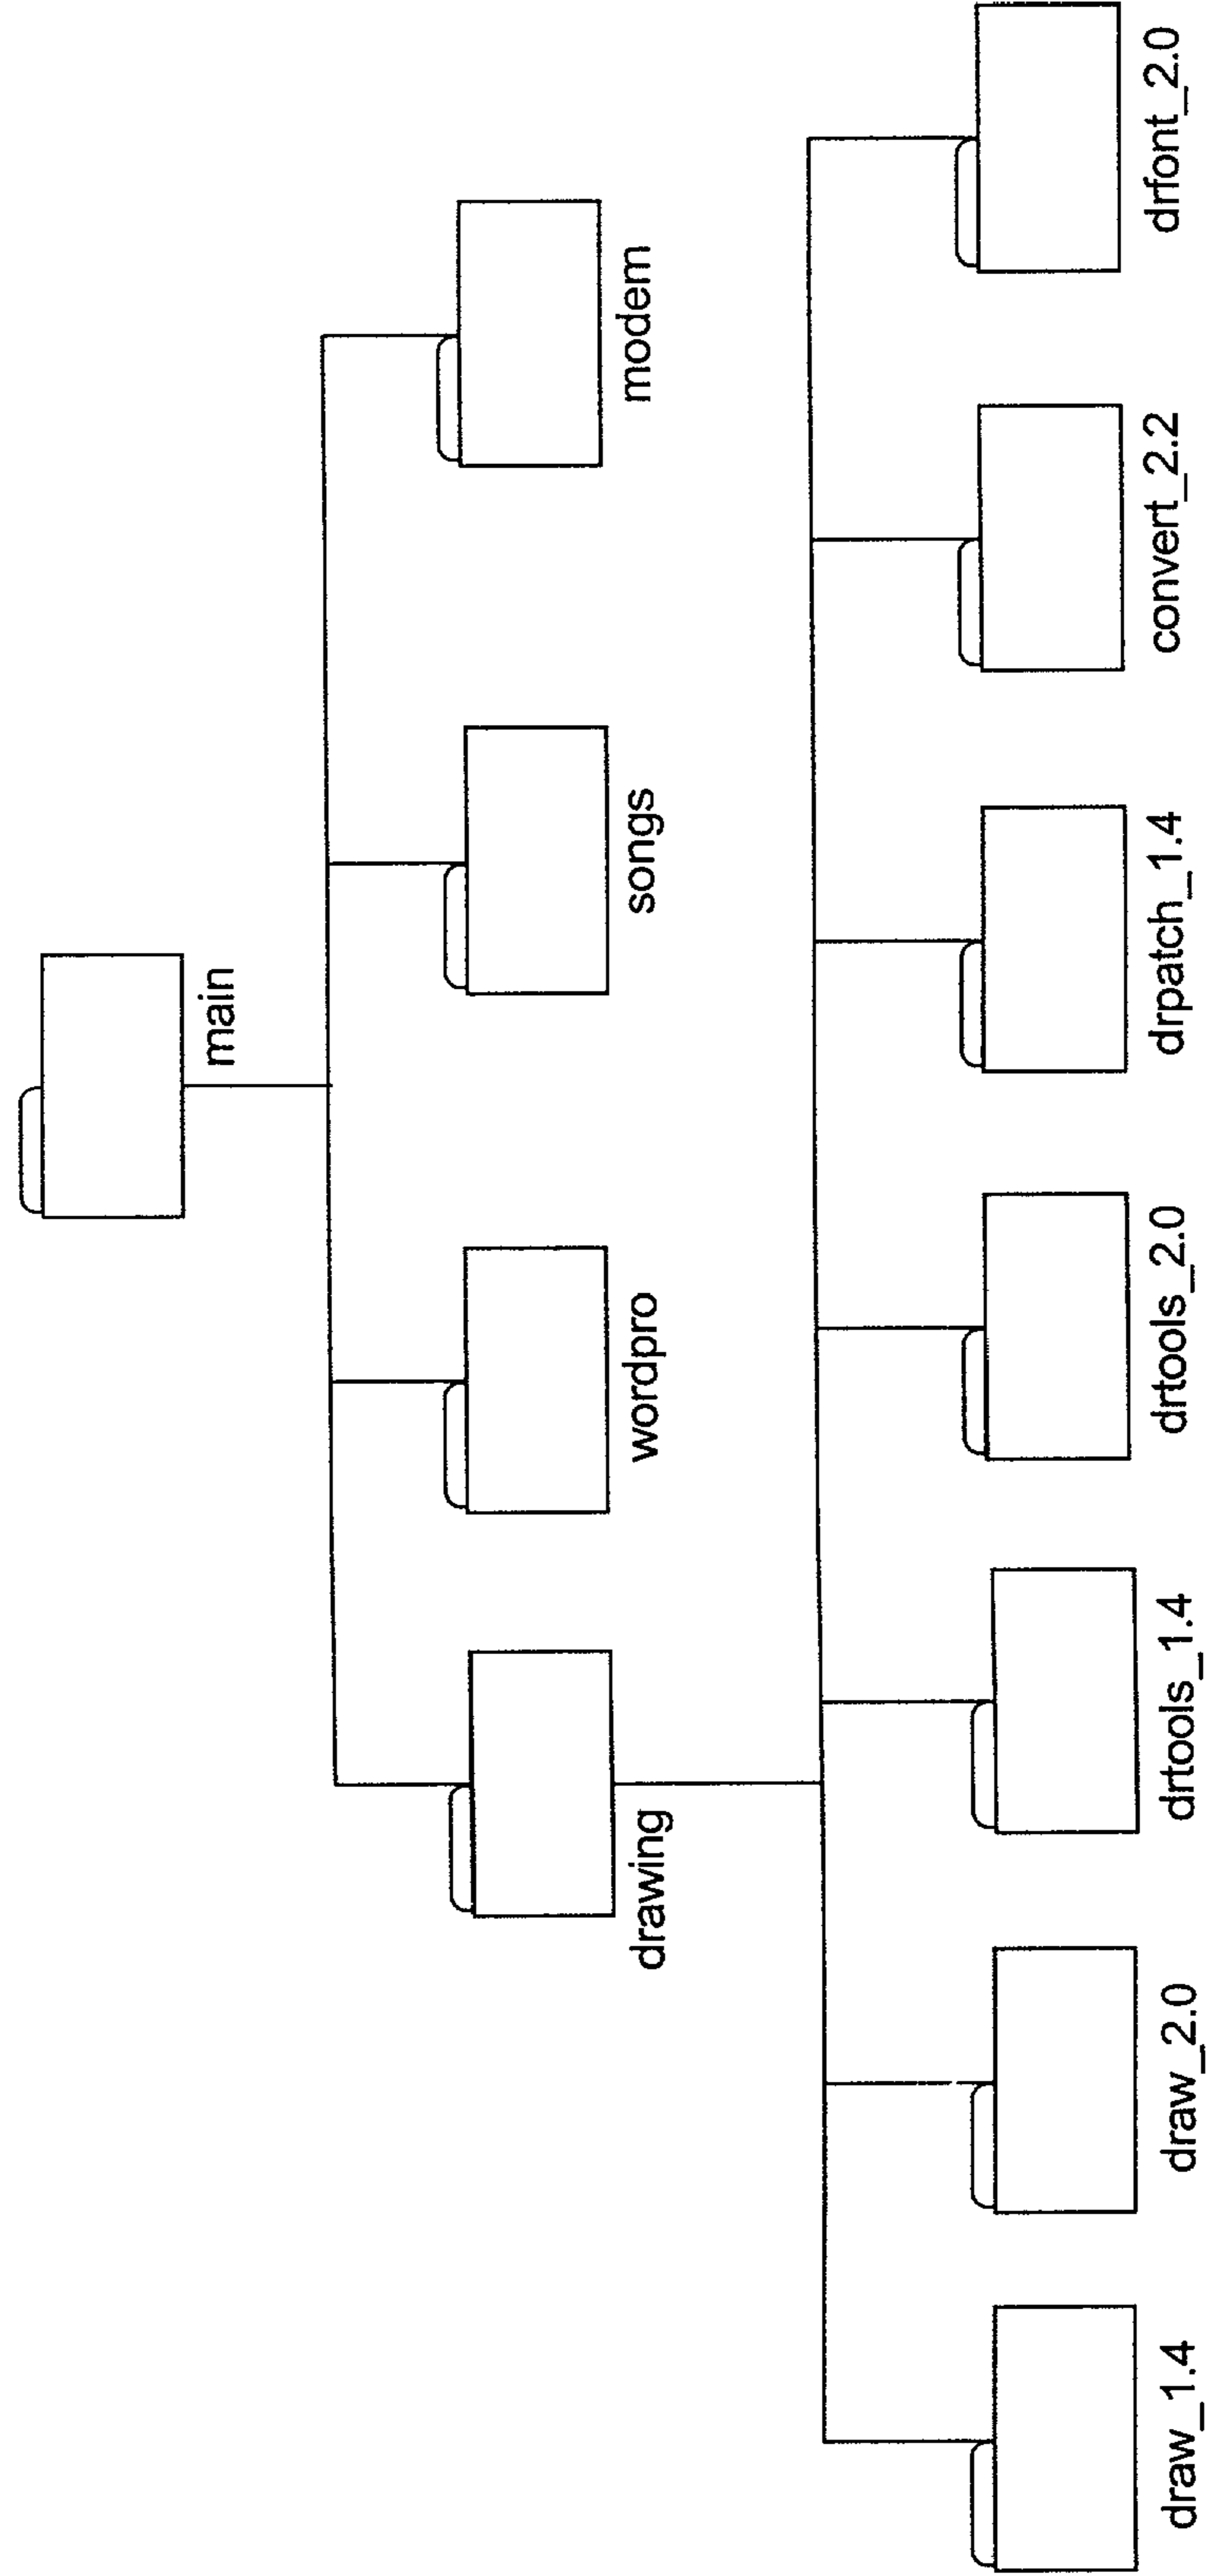 main
drawing
wordpro
songs
modem
draw_1.4
draw_2.0
drtools_1.4
drtools_2.0
drpatch_1.4
convert_2.2
drfont_2.0